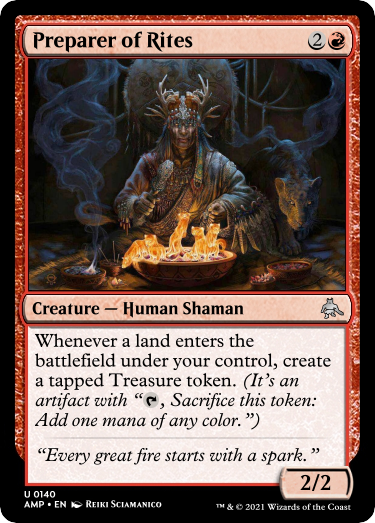 Preparer of Rites 2
Creature — Human Shaman
Whenever a land enters the
battlefield under your control, create
a tapped Treasure token. (It's an
artifact with “, Sacrifice this token:
Add one mana of any color.”)
“Every great fire starts with a spark.”
2/2
U 0140
AMP • EN Reiki Sciamanico
™ & © 2021 Wizards of the Coast